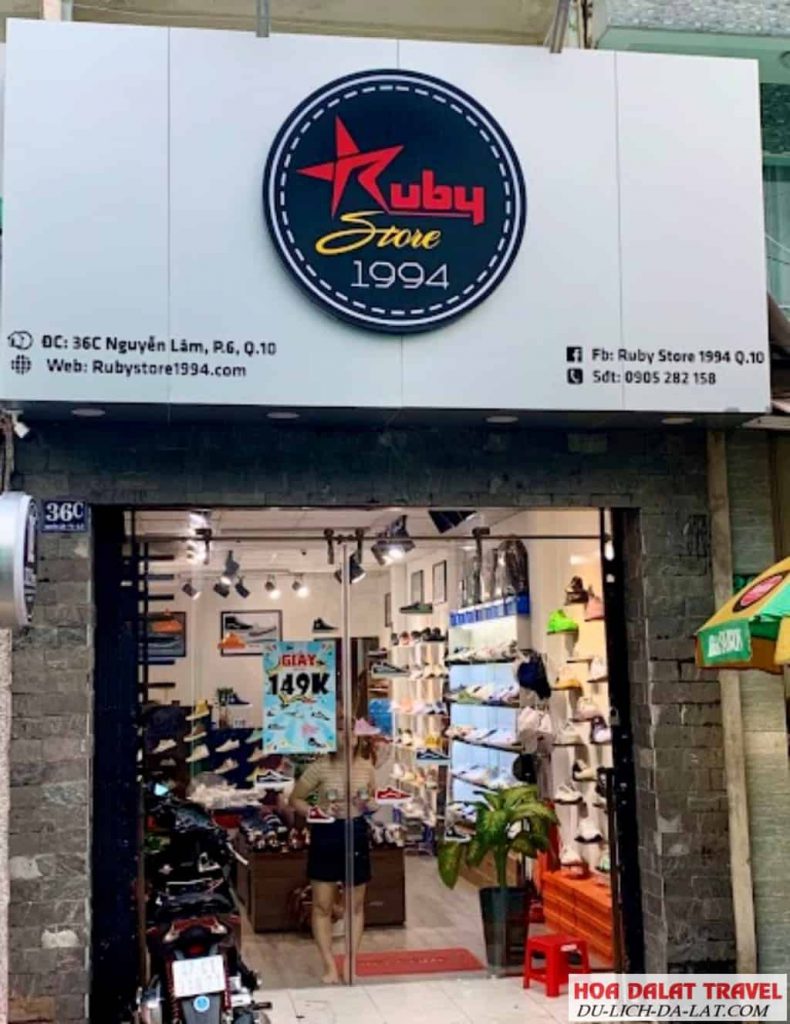 Ruby
Store
1994
ĐC: 36C Nguyễn Lâm, P.6, Q.10
Web: Rubystore1994.com
Fb: Ruby Store 1994 Q.10
Sđt: 0905 282 158
36C
GIÀY
149K
HOA DALAT TRAVEL
DU-LICH-DA-LAT.COM